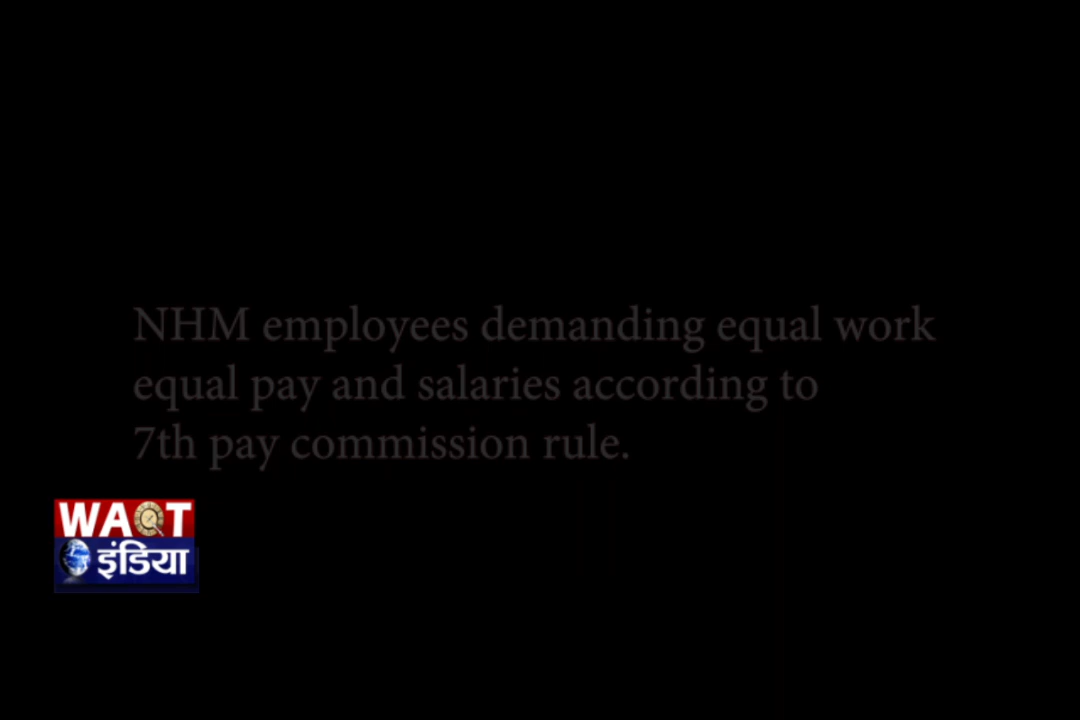 NHM employees demanding equal work
equal pay and salaries according to
7th pay commission rule.
WAQT
इंडिया